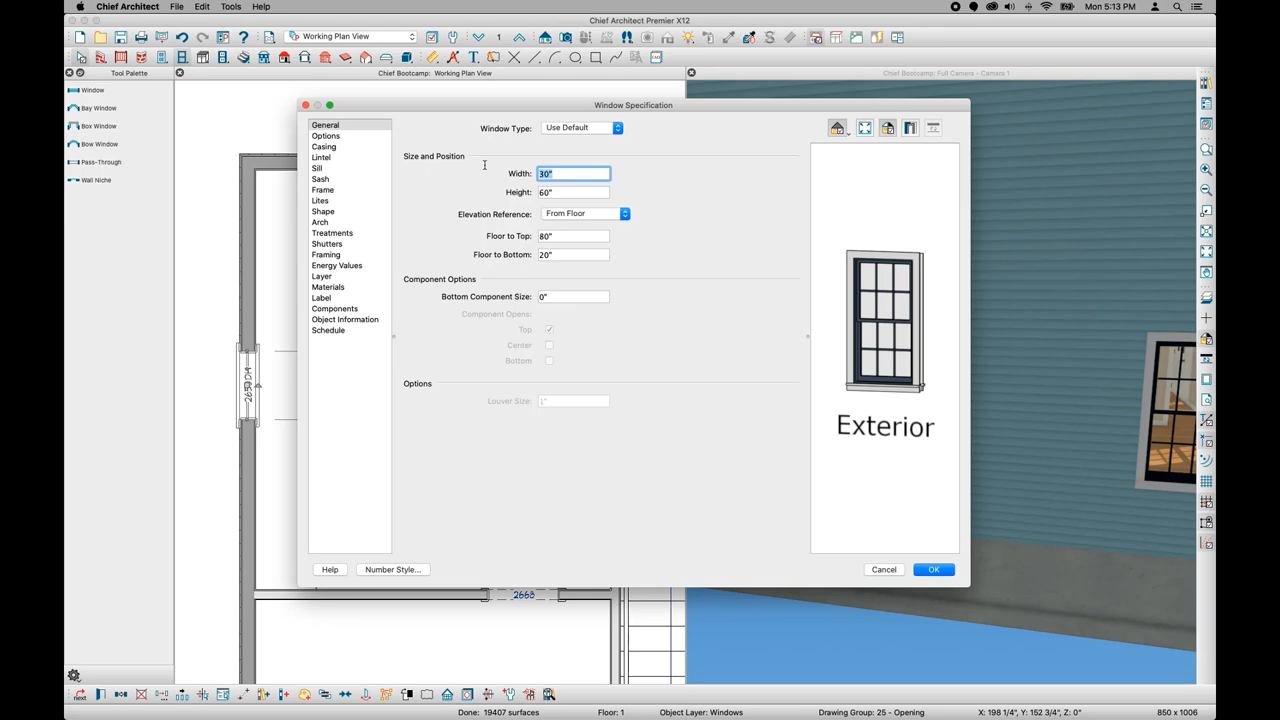 Chief Architect File Edit Tools Help Mon 5:13 PM
Chief Architect Premier X12
Working Plan View 1
Tool Palette Chief Bootcamp: Working Plan View Chief Bootcamp: Full Camera - Camera 1
Window
Bay Window
Box Window
Bow Window
Pass-Through
Wall Niche
Window Specification
General
Options
Casing
Lintel
Sill
Sash
Frame
Lites
Shape
Arch
Treatments
Shutters
Framing
Energy Values
Layer
Materials
Label
Components
Object Information
Schedule
Window Type: Use Default
Size and Position
Width: 30"
Height: 60"
Elevation Reference: From Floor
Floor to Top: 80"
Floor to Bottom: 20"
Component Options
Bottom Component Size: 0"
Component Opens:
Top
Center
Bottom
Options
Louver Size: 1"
Exterior
Help Number Style... Cancel OK
2668
next
Done: 19407 surfaces Floor: 1 Object Layer: Windows Drawing Group: 25 - Opening X: 198 1/4", Y: 152 3/4", Z: 0" 850 x 1006